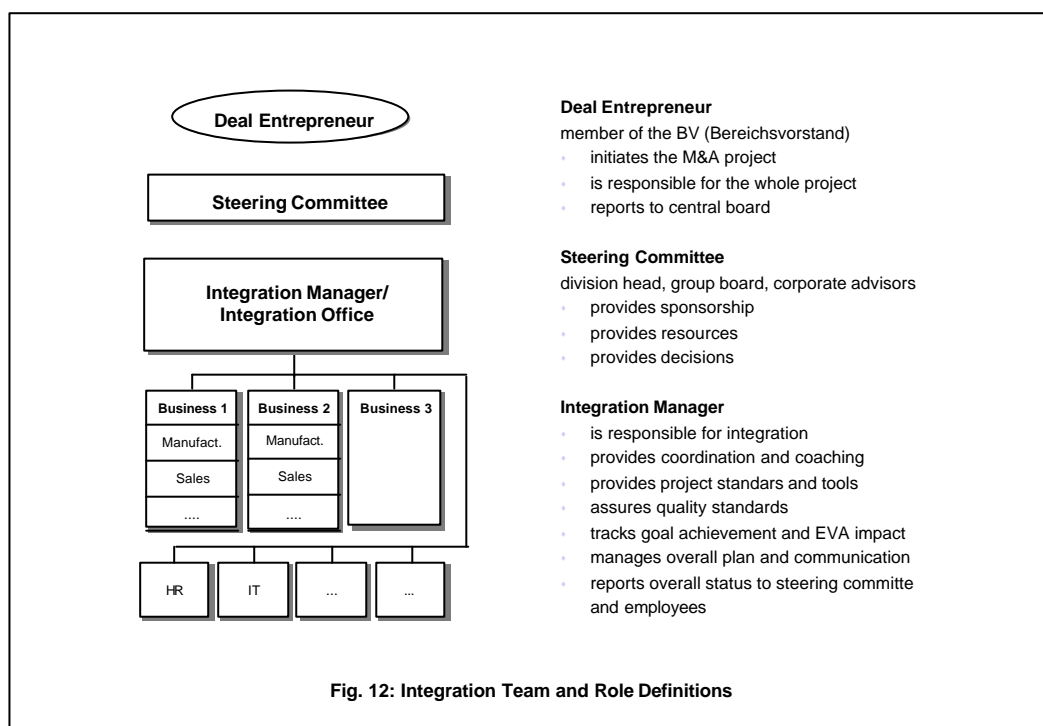 Deal Entrepreneur
Steering Committee
Integration Manager/
Integration Office
Business 1
Manufact.
Sales
....
Business 2
Manufact.
Sales
....
Business 3
HR
IT
...
...
Deal Entrepreneur
member of the BV (Bereichsvorstand)
initiates the M&A project
is responsible for the whole project
reports to central board
Steering Committee
division head, group board, corporate advisors
provides sponsorship
provides resources
provides decisions
Integration Manager
is responsible for integration
provides coordination and coaching
provides project standars and tools
assures quality standards
tracks goal achievement and EVA impact
manages overall plan and communication
reports overall status to steering committe
and employees
Fig. 12: Integration Team and Role Definitions